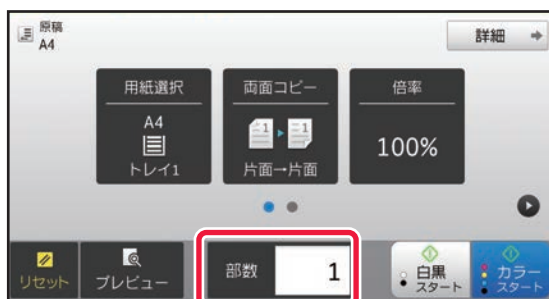 原稿
A4
詳細
用紙選択
A4
トレイ1
両面コピー
1
1
片面→片面
倍率
100%
リセット
プレビュー
部数
1
白黒
スタート
カラー
スタート